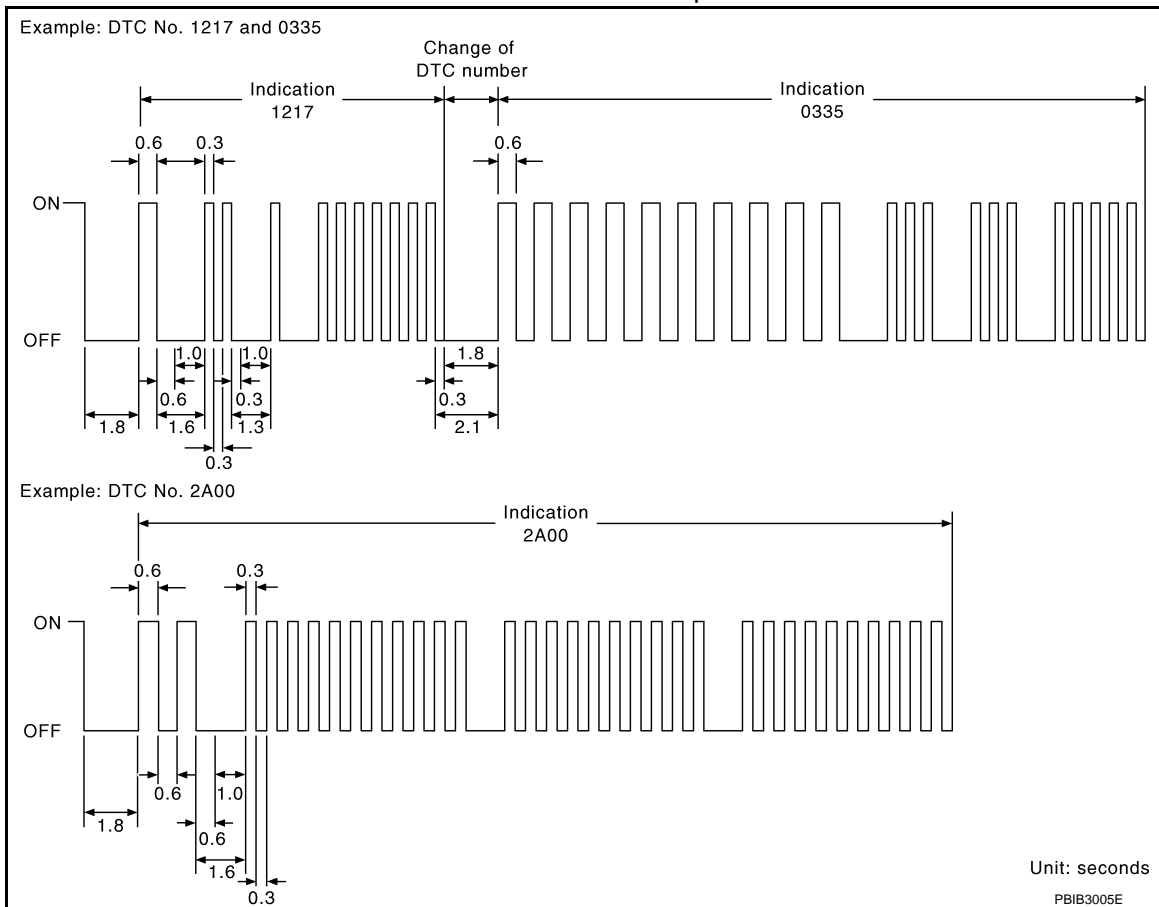 Example: DTC No. 1217 and 0335
Change of
DTC number
Indication
1217
Indication
0335
0.6
0.3
0.6
ON
OFF
1.0
1.0
1.8
0.6
0.3
0.3
1.8
1.6
1.3
2.1
0.3
Example: DTC No. 2A00
Indication
2A00
0.6
0.3
ON
OFF
0.6
1.0
1.8
0.6
1.6
0.3
Unit: seconds
PBIB3005E